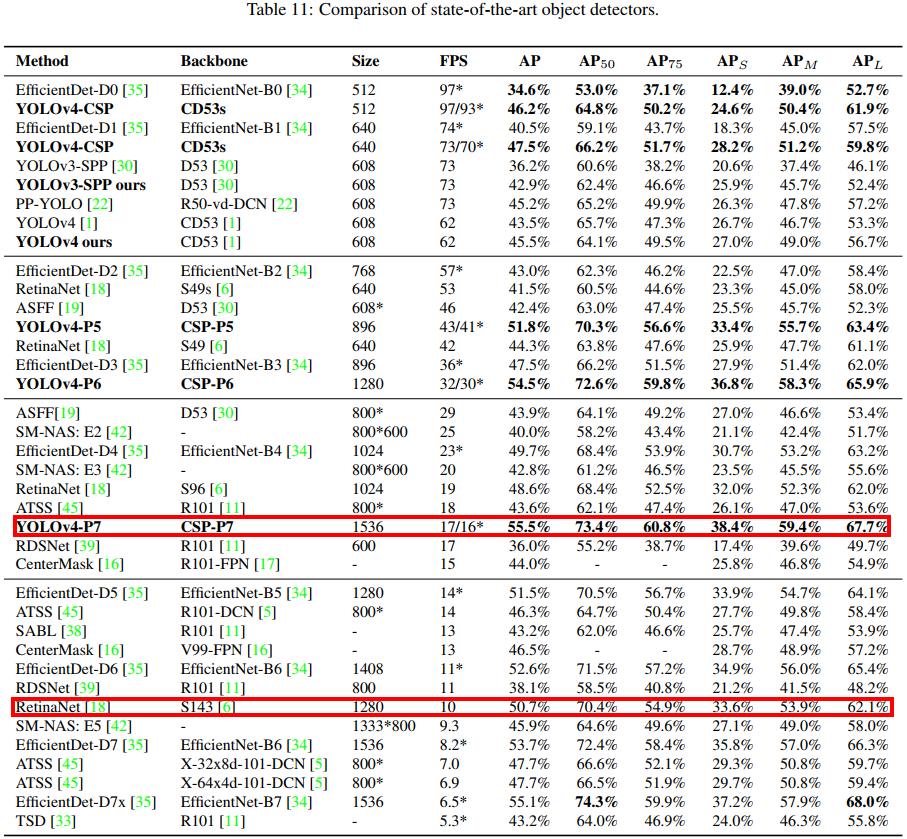 Table 11: Comparison of state-of-the-art object detectors.
Method Backbone Size FPS AP AP50 AP75 APS APM APL
EfficientDet-D0 [35] EfficientNet-B0 [34] 512 97* 34.6% 53.0% 37.1% 12.4% 39.0% 52.7%
YOLOv4-CSP CD53s 512 97/93* 46.2% 64.8% 50.2% 24.6% 50.4% 61.9%
EfficientDet-D1 [35] EfficientNet-B1 [34] 640 74* 40.5% 59.1% 43.7% 18.3% 45.0% 57.5%
YOLOv4-CSP CD53s 640 73/70* 47.5% 66.2% 51.7% 28.2% 51.2% 59.8%
YOLOv3-SPP [30] D53 [30] 608 73 36.2% 60.6% 38.2% 20.6% 37.4% 46.1%
YOLOv3-SPP ours D53 [30] 608 73 42.9% 62.4% 46.6% 25.9% 45.7% 52.4%
PP-YOLO [22] R50-vd-DCN [22] 608 73 45.2% 65.2% 49.9% 26.3% 47.8% 57.2%
YOLOv4 [1] CD53 [1] 608 62 43.5% 65.7% 47.3% 26.7% 46.7% 53.3%
YOLOv4 ours CD53 [1] 608 62 45.5% 64.1% 49.5% 27.0% 49.0% 56.7%
EfficientDet-D2 [35] EfficientNet-B2 [34] 768 57* 43.0% 62.3% 46.2% 22.5% 47.0% 58.4%
RetinaNet [18] S49s [6] 640 53 41.5% 60.5% 44.6% 23.3% 45.0% 58.0%
ASFF [19] D53 [30] 608* 46 42.4% 63.0% 47.4% 25.5% 45.7% 52.3%
YOLOv4-P5 CSP-P5 896 43/41* 51.8% 70.3% 56.6% 33.4% 55.7% 63.4%
RetinaNet [18] S49 [6] 640 42 44.3% 63.8% 47.6% 25.9% 47.7% 61.1%
EfficientDet-D3 [35] EfficientNet-B3 [34] 896 36* 47.5% 66.2% 51.5% 27.9% 51.4% 62.0%
YOLOv4-P6 CSP-P6 1280 32/30* 54.5% 72.6% 59.8% 36.8% 58.3% 65.9%
ASFF[19] D53 [30] 800* 29 43.9% 64.1% 49.2% 27.0% 46.6% 53.4%
SM-NAS: E2 [42] - 800*600 25 40.0% 58.2% 43.4% 21.1% 42.4% 51.7%
EfficientDet-D4 [35] EfficientNet-B4 [34] 1024 23* 49.7% 68.4% 53.9% 30.7% 53.2% 63.2%
SM-NAS: E3 [42] - 800*600 20 42.8% 61.2% 46.5% 23.5% 45.5% 55.6%
RetinaNet [18] S96 [6] 1024 19 48.6% 68.4% 52.5% 32.0% 52.3% 62.0%
ATSS [45] R101 [11] 800* 18 43.6% 62.1% 47.4% 26.1% 47.0% 53.6%
YOLOv4-P7 CSP-P7 1536 17/16* 55.5% 73.4% 60.8% 38.4% 59.4% 67.7%
RDSNet [39] R101 [11] 600 17 36.0% 55.2% 38.7% 17.4% 39.6% 49.7%
CenterMask [16] R101-FPN [17] - 15 44.0% - - 25.8% 46.8% 54.9%
EfficientDet-D5 [35] EfficientNet-B5 [34] 1280 14* 51.5% 70.5% 56.7% 33.9% 54.7% 64.1%
ATSS [45] R101-DCN [5] 800* 14 46.3% 64.7% 50.4% 27.7% 49.8% 58.4%
SABL [38] R101 [11] - 13 43.2% 62.0% 46.6% 25.7% 47.4% 53.9%
CenterMask [16] V99-FPN [16] - 13 46.5% - - 28.7% 48.9% 57.2%
EfficientDet-D6 [35] EfficientNet-B6 [34] 1408 11* 52.6% 71.5% 57.2% 34.9% 56.0% 65.4%
RDSNet [39] R101 [11] 800 11 38.1% 58.5% 40.8% 21.2% 41.5% 48.2%
RetinaNet [18] S143 [6] 1280 10 50.7% 70.4% 54.9% 33.6% 53.9% 62.1%
SM-NAS: E5 [42] - 1333*800 9.3 45.9% 64.6% 49.6% 27.1% 49.0% 58.0%
EfficientDet-D7 [35] EfficientNet-B6 [34] 1536 8.2* 53.7% 72.4% 58.4% 35.8% 57.0% 66.3%
ATSS [45] X-32x8d-101-DCN [5] 800* 7.0 47.7% 66.6% 52.1% 29.3% 50.8% 59.7%
ATSS [45] X-64x4d-101-DCN [5] 800* 6.9 47.7% 66.5% 51.9% 29.7% 50.8% 59.4%
EfficientDet-D7x [35] EfficientNet-B7 [34] 1536 6.5* 55.1% 74.3% 59.9% 37.2% 57.9% 68.0%
TSD [33] R101 [11] - 5.3* 43.2% 64.0% 46.9% 24.0% 46.3% 55.8%